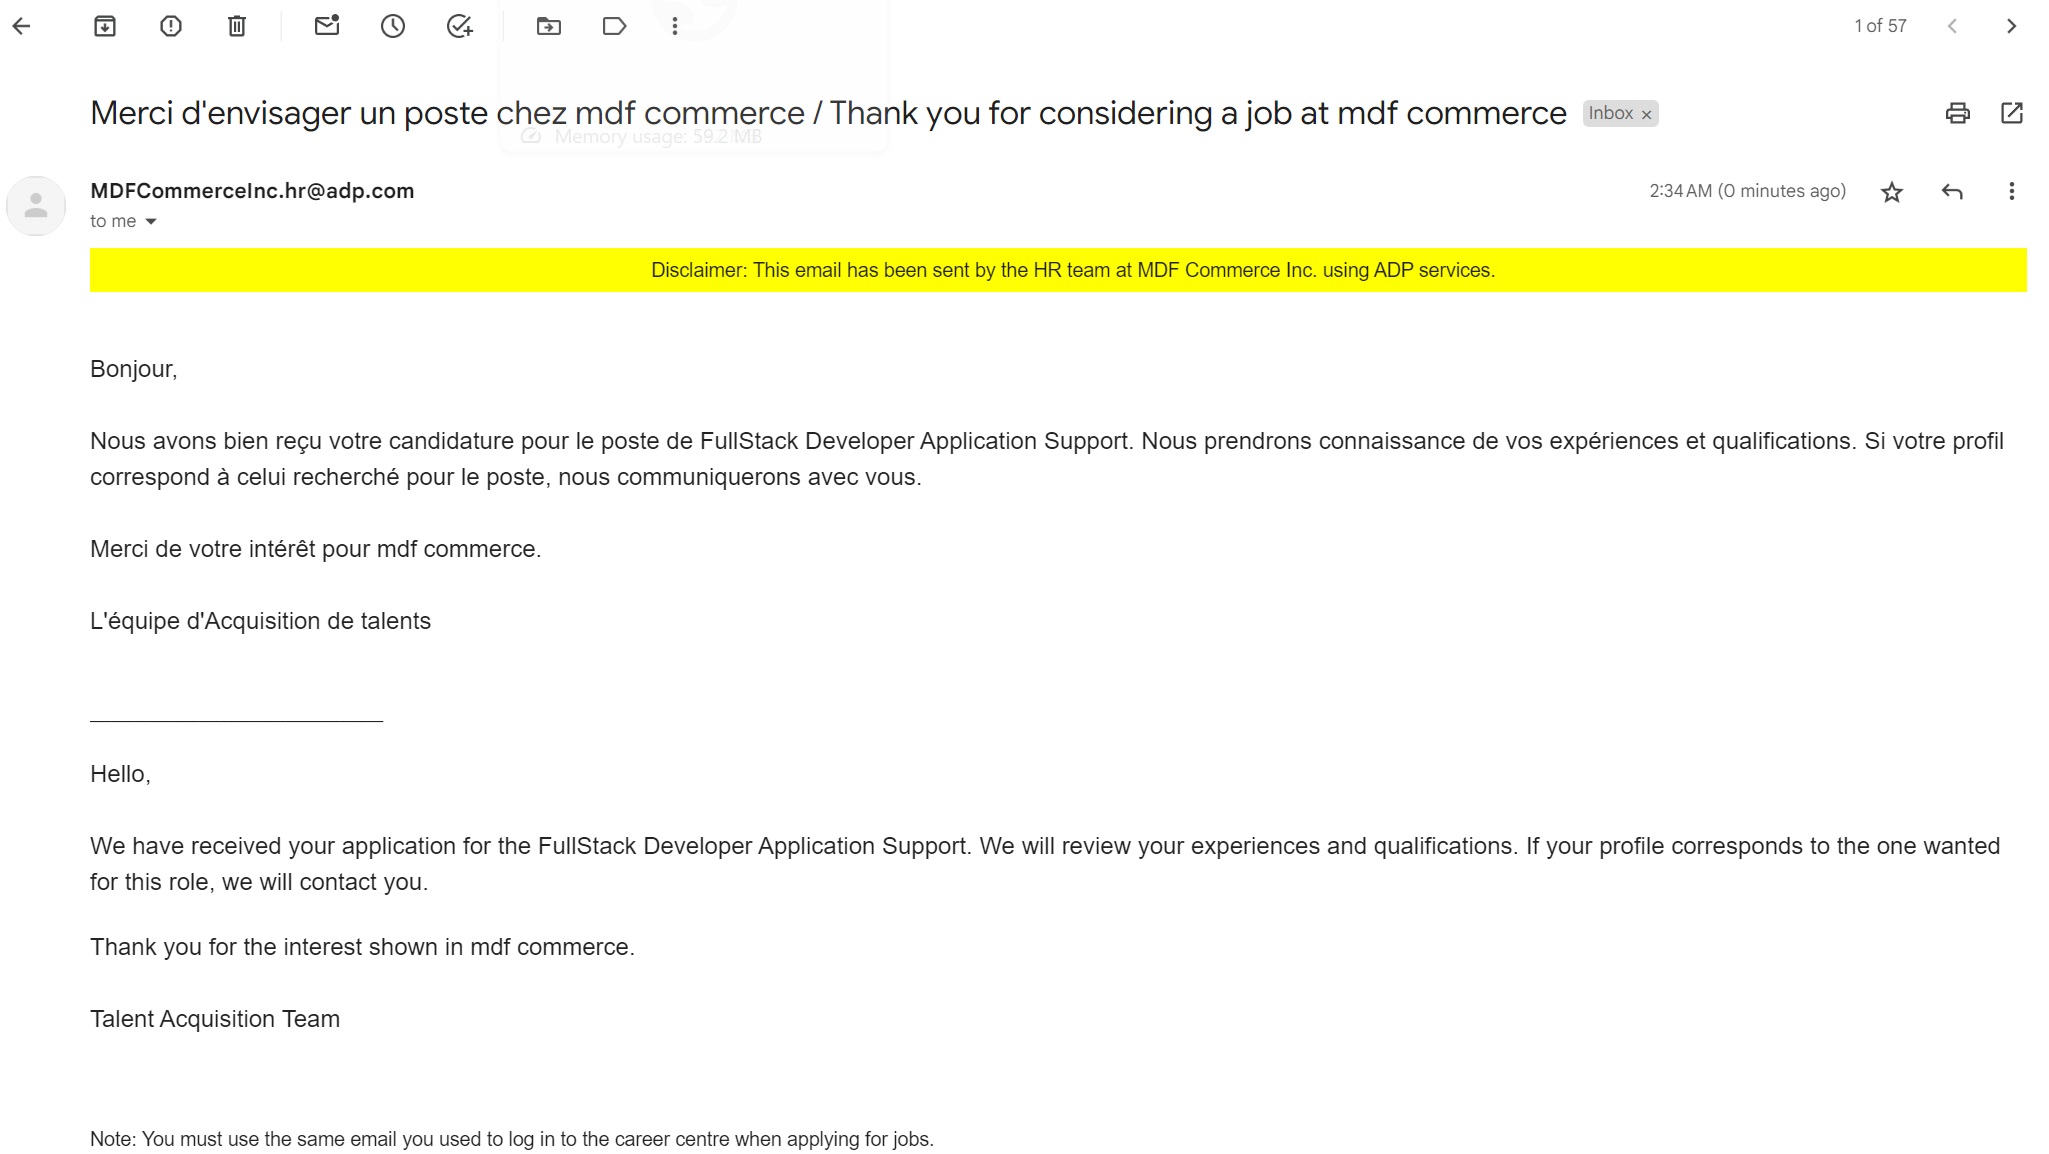 1 of 57
Merci d'envisager un poste chez mdf commerce / Thank you for considering a job at mdf commerce Inbox ×
Memory usage: 59.2 MB
MDFCommerceInc.hr@adp.com 2:34 AM (0 minutes ago)
to me
Disclaimer: This email has been sent by the HR team at MDF Commerce Inc. using ADP services.
Bonjour,
Nous avons bien reçu votre candidature pour le poste de FullStack Developer Application Support. Nous prendrons connaissance de vos expériences et qualifications. Si votre profil
correspond à celui recherché pour le poste, nous communiquerons avec vous.
Merci de votre intérêt pour mdf commerce.
L'équipe d'Acquisition de talents
________________________
Hello,
We have received your application for the FullStack Developer Application Support. We will review your experiences and qualifications. If your profile corresponds to the one wanted
for this role, we will contact you.
Thank you for the interest shown in mdf commerce.
Talent Acquisition Team
Note: You must use the same email you used to log in to the career centre when applying for jobs.